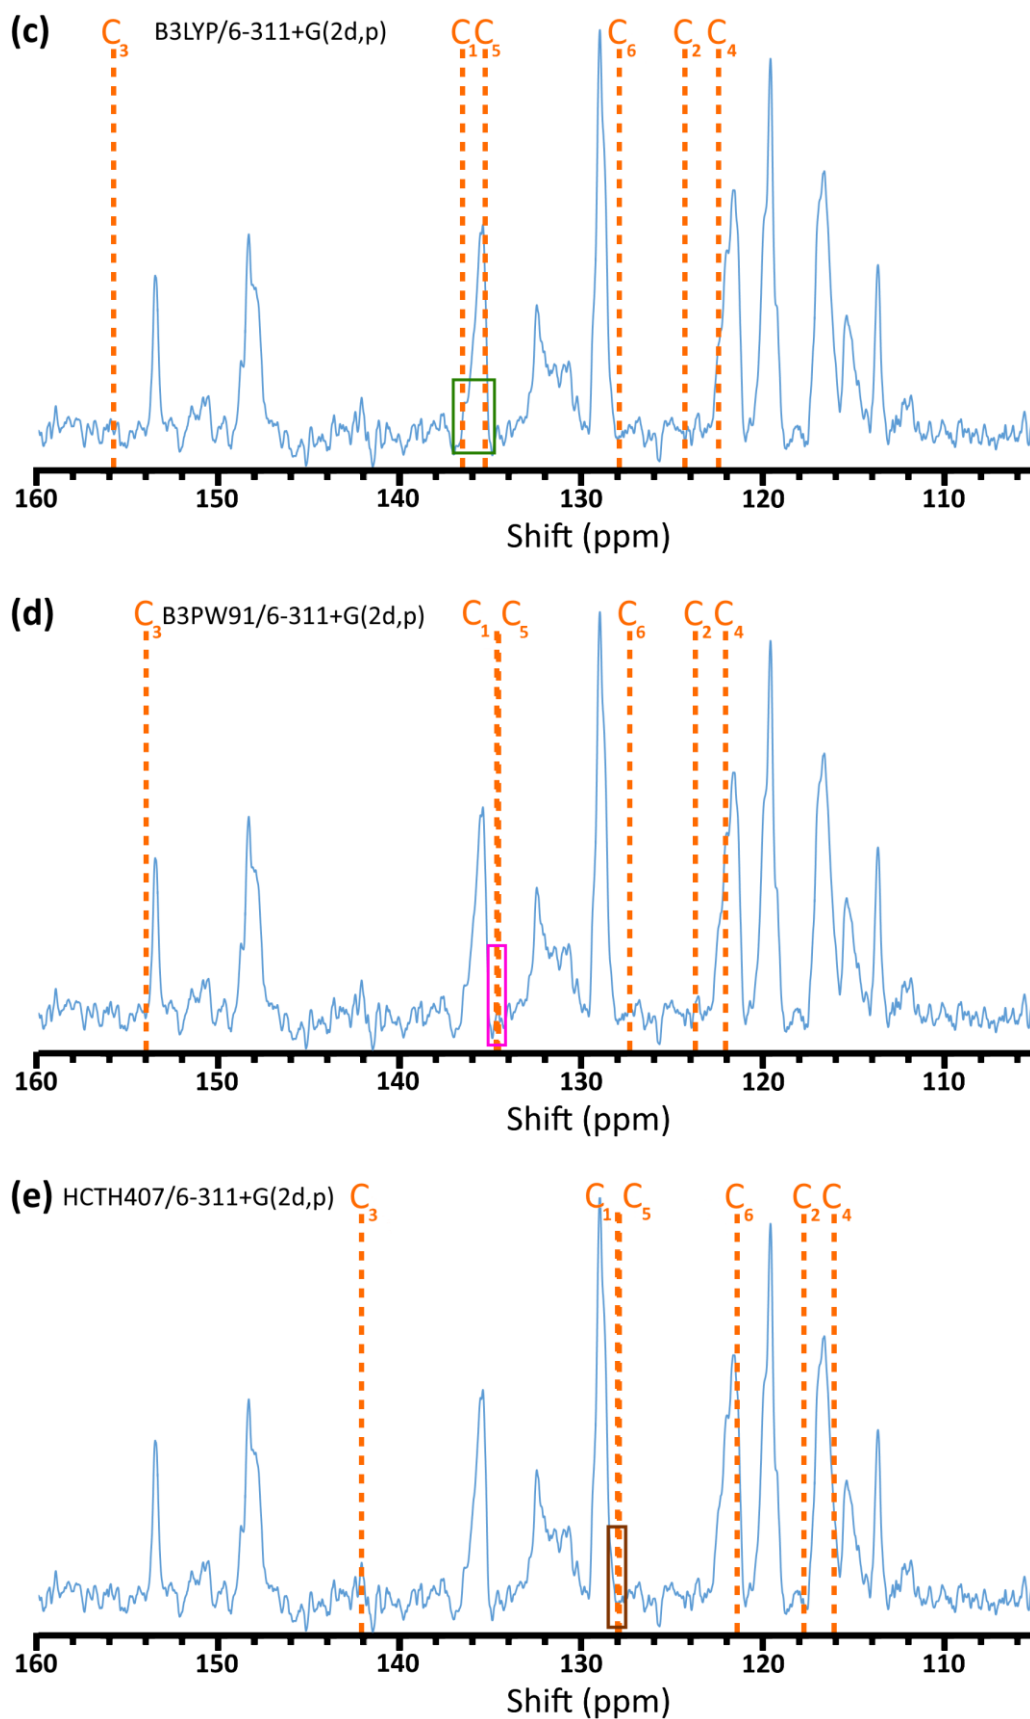 (c) C3 B3LYP/6-311+G(2d,p) C1 C5 C6 C2 C4
160 150 140 130 120 110
Shift (ppm)
(d) C3 B3PW91/6-311+G(2d,p) C1 C5 C6 C2 C4
160 150 140 130 120 110
Shift (ppm)
(e) HCTH407/6-311+G(2d,p) C3 C1 C5 C6 C2 C4
160 150 140 130 120 110
Shift (ppm)